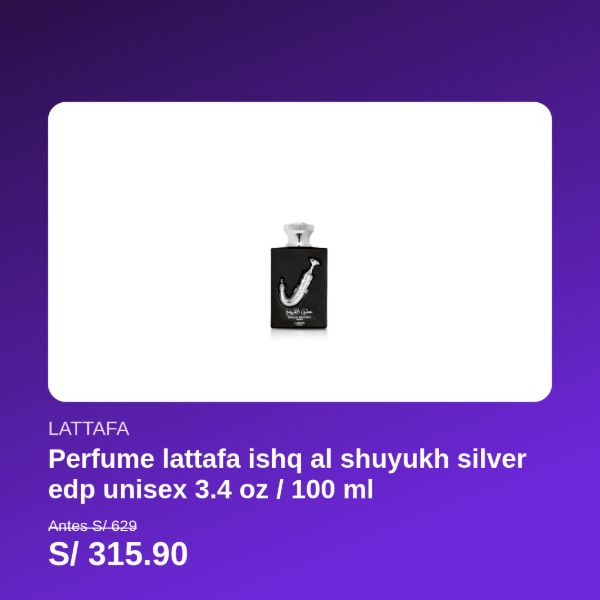 LATTAFA
Perfume lattafa ishq al shuyukh silver
edp unisex 3.4 oz / 100 ml
Antes S/ 629
S/ 315.90